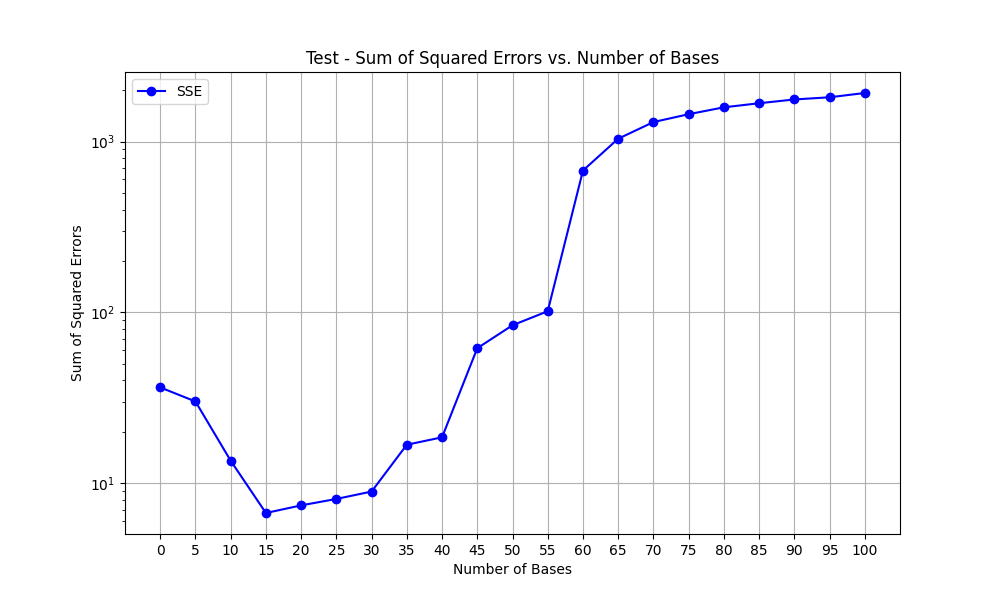 Test - Sum of Squared Errors vs. Number of Bases
SSE
Sum of Squared Errors
10³
10²
10¹
0 5 10 15 20 25 30 35 40 45 50 55 60 65 70 75 80 85 90 95 100
Number of Bases